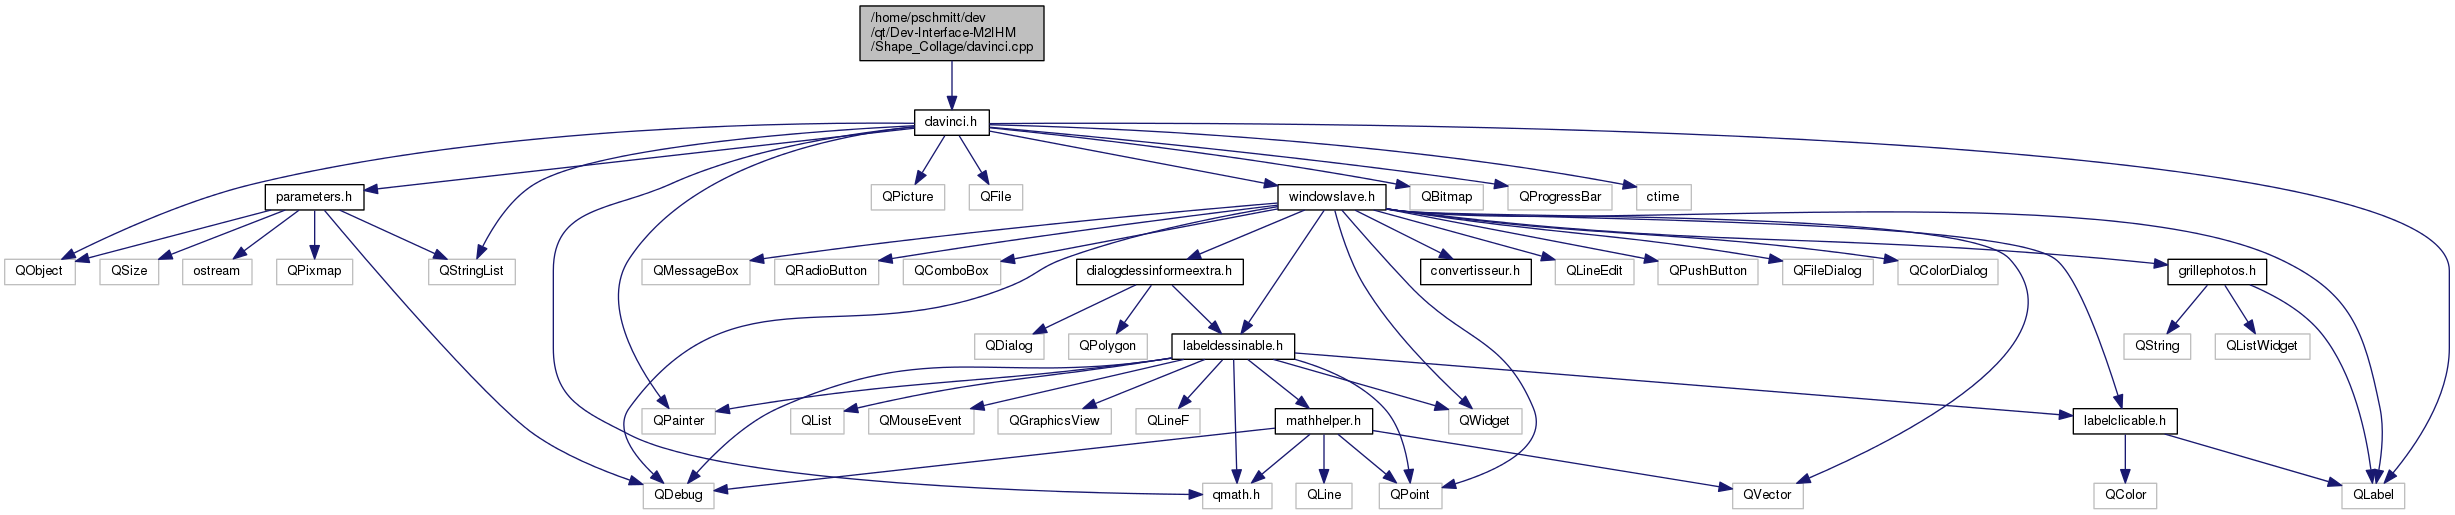 /home/pschmitt/dev
/qt/Dev-Interface-M2IHM
/Shape_Collage/davinci.cpp
davinci.h
parameters.h
QPicture
QFile
windowslave.h
QBitmap
QProgressBar
ctime
QObject
QSize
ostream
QPixmap
QStringList
QMessageBox
QRadioButton
QComboBox
dialogdessinformeextra.h
convertisseur.h
QLineEdit
QPushButton
QFileDialog
QColorDialog
grillephotos.h
QDialog
QPolygon
labeldessinable.h
QString
QListWidget
QPainter
QList
QMouseEvent
QGraphicsView
QLineF
mathhelper.h
QWidget
labelclicable.h
QDebug
qmath.h
QLine
QPoint
QVector
QColor
QLabel